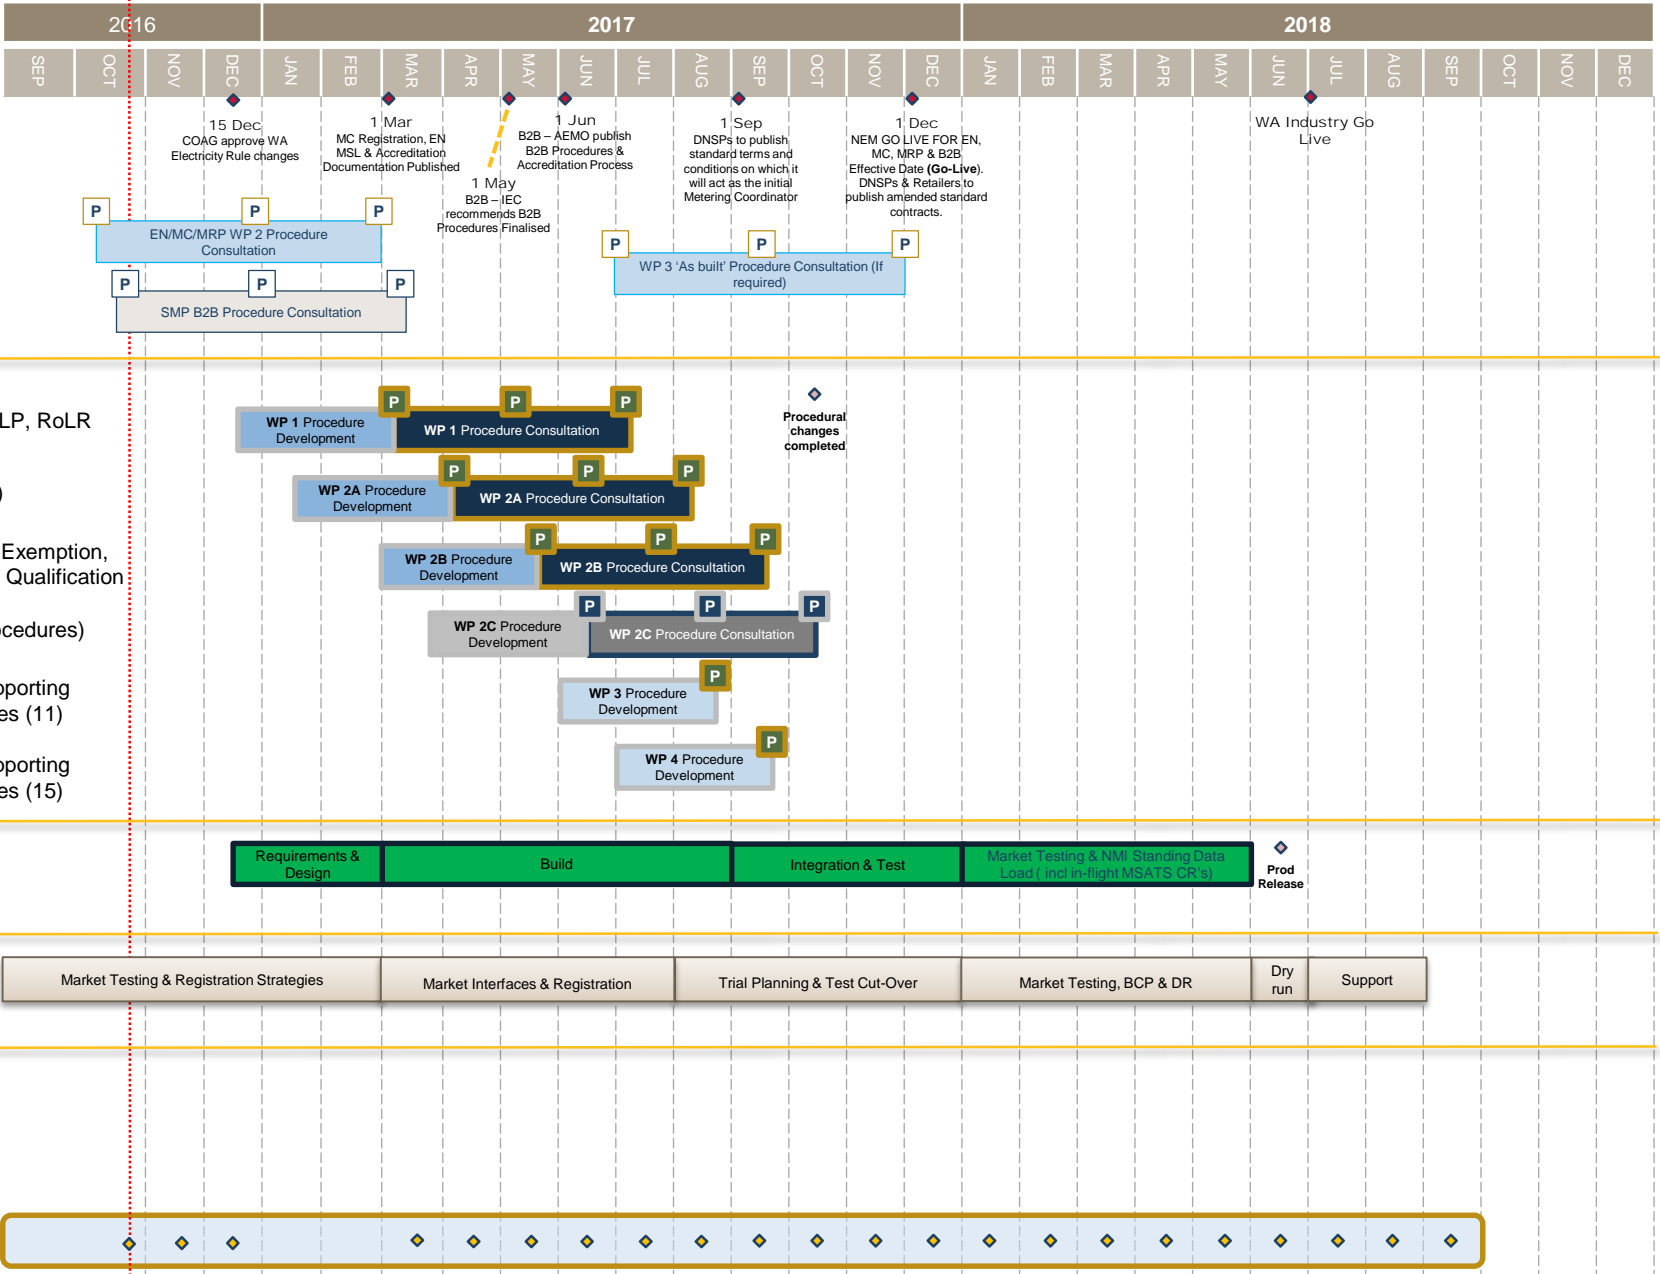 2016
2017
2018
SEP
OCT
NOV
DEC
JAN
FEB
MAR
APR
MAY
JUN
JUL
AUG
SEP
OCT
NOV
DEC
JAN
FEB
MAR
APR
MAY
JUN
JUL
AUG
SEP
OCT
NOV
DEC
15 Dec
COAG approve WA
Electricity Rule changes
1 Mar
MC Registration, EN
MSL & Accreditation
Documentation Published
1 May
B2B – IEC
recommends B2B
Procedures Finalised
1 Jun
B2B – AEMO publish
B2B Procedures &
Accreditation Process
1 Sep
DNSPs to publish
standard terms and
conditions on which it
will act as the initial
Metering Coordinator
1 Dec
NEM GO LIVE FOR EN,
MC, MRP & B2B
Effective Date (Go-Live).
DNSPs & Retailers to
publish amended standard
contracts.
WA Industry Go
Live
P
P
P
EN/MC/MRP WP 2 Procedure
Consultation
P
P
P
SMP B2B Procedure Consultation
P
P
P
WP 3 ‘As built’ Procedure Consultation (If
required)
LP, RoLR
P
P
P
WP 1 Procedure
Development
WP 1 Procedure Consultation
Procedural
changes
completed
)
P
P
P
WP 2A Procedure
Development
WP 2A Procedure Consultation
Exemption,
Qualification
P
P
P
WP 2B Procedure
Development
WP 2B Procedure Consultation
ocedures)
P
P
P
WP 2C Procedure
Development
WP 2C Procedure Consultation
pporting
es (11)
P
WP 3 Procedure
Development
pporting
es (15)
P
WP 4 Procedure
Development
Requirements &
Design
Build
Integration & Test
Market Testing & NMI Standing Data
Load ( incl in-flight MSATS CR's)
Prod
Release
Market Testing & Registration Strategies
Market Interfaces & Registration
Trial Planning & Test Cut-Over
Market Testing, BCP & DR
Dry
run
Support